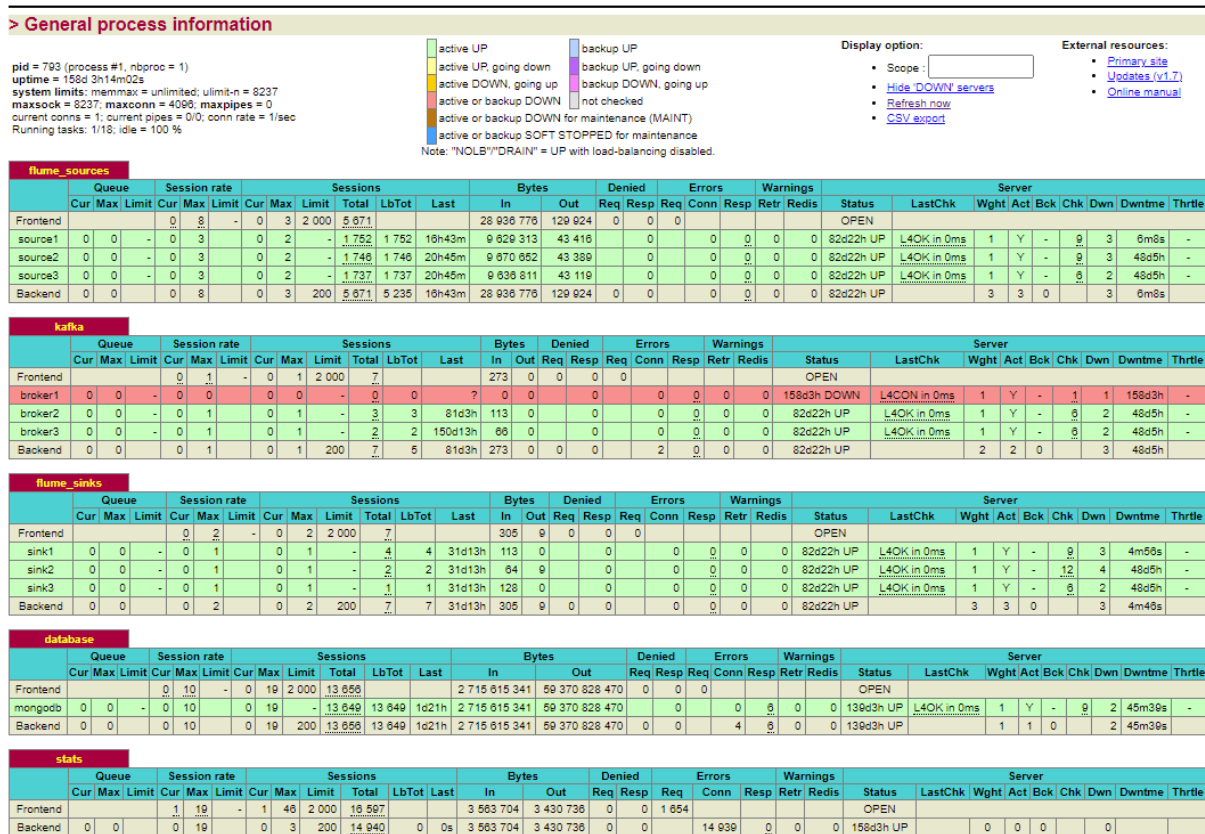 > General process information
pid = 793 (process #1, nbproc = 1)
uptime = 158d 3h14m02s
system limits: memmax = unlimited; ulimit-n = 8237
maxsock = 8237; maxconn = 4096; maxpipes = 0
current conns = 1; current pipes = 0/0; conn rate = 1/sec
Running tasks: 1/18; idle = 100 %
active UP backup UP
active UP, going down backup UP, going down
active DOWN, going up backup DOWN, going up
active or backup DOWN not checked
active or backup DOWN for maintenance (MAINT)
active or backup SOFT STOPPED for maintenance
Note: "NOLB"/"DRAIN" = UP with load-balancing disabled.
Display option:
• Scope :
• Hide 'DOWN' servers
• Refresh now
• CSV export
External resources:
• Primary site
• Updates (v1.7)
• Online manual
flume_sources
Queue Session rate Sessions Bytes Denied Errors Warnings Server
Cur Max Limit Cur Max Limit Cur Max Limit Total LbTot Last In Out Req Resp Req Conn Resp Retr Redis Status LastChk Wght Act Bck Chk Dwn Dwntme Thrtle
Frontend 0 8 - 0 3 2 000 5 671 28 936 776 129 924 0 0 0 OPEN
source1 0 0 - 0 3 0 2 - 1 752 1 752 16h43m 9 629 313 43 416 0 0 0 0 0 82d22h UP L4OK in 0ms 1 Y - 9 3 6m8s -
source2 0 0 - 0 3 0 2 - 1 746 1 746 20h45m 9 670 652 43 389 0 0 0 0 0 82d22h UP L4OK in 0ms 1 Y - 9 3 48d5h -
source3 0 0 - 0 3 0 2 - 1 737 1 737 20h45m 9 636 811 43 119 0 0 0 0 0 82d22h UP L4OK in 0ms 1 Y - 6 2 48d5h -
Backend 0 0 0 8 0 3 200 5 671 5 235 16h43m 28 936 776 129 924 0 0 0 0 0 0 82d22h UP 3 3 0 3 6m8s
kafka
Queue Session rate Sessions Bytes Denied Errors Warnings Server
Cur Max Limit Cur Max Limit Cur Max Limit Total LbTot Last In Out Req Resp Req Conn Resp Retr Redis Status LastChk Wght Act Bck Chk Dwn Dwntme Thrtle
Frontend 0 1 - 0 1 2 000 7 273 0 0 0 0 OPEN
broker1 0 0 - 0 0 0 0 - 0 0 ? 0 0 0 0 0 0 0 158d3h DOWN L4CON in 0ms 1 Y - 1 1 158d3h -
broker2 0 0 - 0 1 0 1 - 3 3 81d3h 113 0 0 0 0 0 0 82d22h UP L4OK in 0ms 1 Y - 6 2 48d5h -
broker3 0 0 - 0 1 0 1 - 2 2 150d13h 66 0 0 0 0 0 0 82d22h UP L4OK in 0ms 1 Y - 6 2 48d5h -
Backend 0 0 0 1 0 1 200 7 5 81d3h 273 0 0 0 2 0 0 0 82d22h UP 2 2 0 3 48d5h
flume_sinks
Queue Session rate Sessions Bytes Denied Errors Warnings Server
Cur Max Limit Cur Max Limit Cur Max Limit Total LbTot Last In Out Req Resp Req Conn Resp Retr Redis Status LastChk Wght Act Bck Chk Dwn Dwntme Thrtle
Frontend 0 2 - 0 2 2 000 7 305 9 0 0 0 OPEN
sink1 0 0 - 0 1 0 1 - 4 4 31d13h 113 0 0 0 0 0 0 82d22h UP L4OK in 0ms 1 Y - 9 3 4m56s -
sink2 0 0 - 0 1 0 1 - 2 2 31d13h 64 9 0 0 0 0 0 82d22h UP L4OK in 0ms 1 Y - 12 4 48d5h -
sink3 0 0 - 0 1 0 1 - 1 1 31d13h 128 0 0 0 0 0 0 82d22h UP L4OK in 0ms 1 Y - 6 2 48d5h -
Backend 0 0 0 2 0 2 200 7 7 31d13h 305 9 0 0 0 0 0 0 82d22h UP 3 3 0 3 4m46s
database
Queue Session rate Sessions Bytes Denied Errors Warnings Server
Cur Max Limit Cur Max Limit Cur Max Limit Total LbTot Last In Out Req Resp Req Conn Resp Retr Redis Status LastChk Wght Act Bck Chk Dwn Dwntme Thrtle
Frontend 0 10 - 0 19 2 000 13 656 2 715 615 341 59 370 828 470 0 0 0 OPEN
mongodb 0 0 - 0 10 0 19 - 13 649 13 649 1d21h 2 715 615 341 59 370 828 470 0 0 6 0 0 139d3h UP L4OK in 0ms 1 Y - 9 2 45m39s -
Backend 0 0 0 10 0 19 200 13 656 13 649 1d21h 2 715 615 341 59 370 828 470 0 0 4 6 0 0 139d3h UP 1 1 0 2 45m39s
stats
Queue Session rate Sessions Bytes Denied Errors Warnings Server
Cur Max Limit Cur Max Limit Cur Max Limit Total LbTot Last In Out Req Resp Req Conn Resp Retr Redis Status LastChk Wght Act Bck Chk Dwn Dwntme Thrtle
Frontend 1 19 - 1 46 2 000 16 597 3 563 704 3 430 736 0 0 1 654 OPEN
Backend 0 0 0 19 0 3 200 14 940 0 0s 3 563 704 3 430 736 0 0 14 939 0 0 0 158d3h UP 0 0 0 0